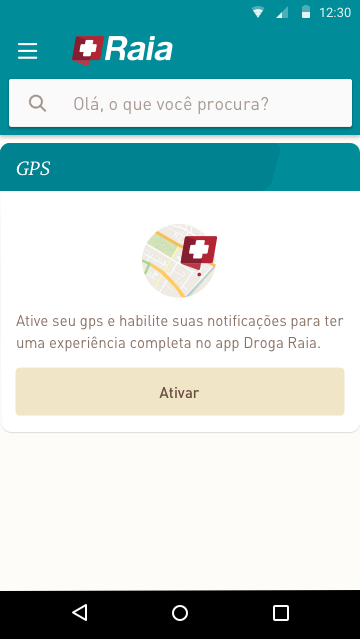 12:30
Raia
Olá, o que você procura?
GPS
Ative seu gps e habilite suas notificações para ter
uma experiência completa no app Droga Raia.
Ativar